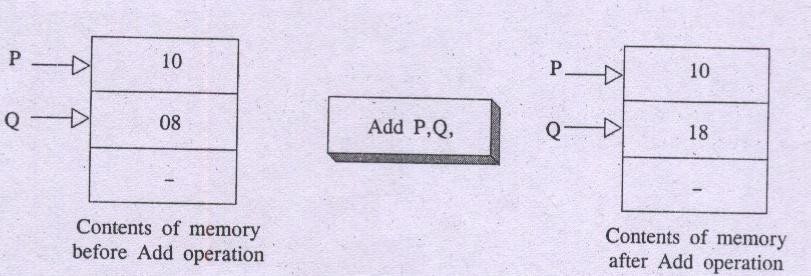 P
10
Q
08
–
Contents of memory
before Add operation
Add P,Q,
P
10
Q
18
–
Contents of memory
after Add operation